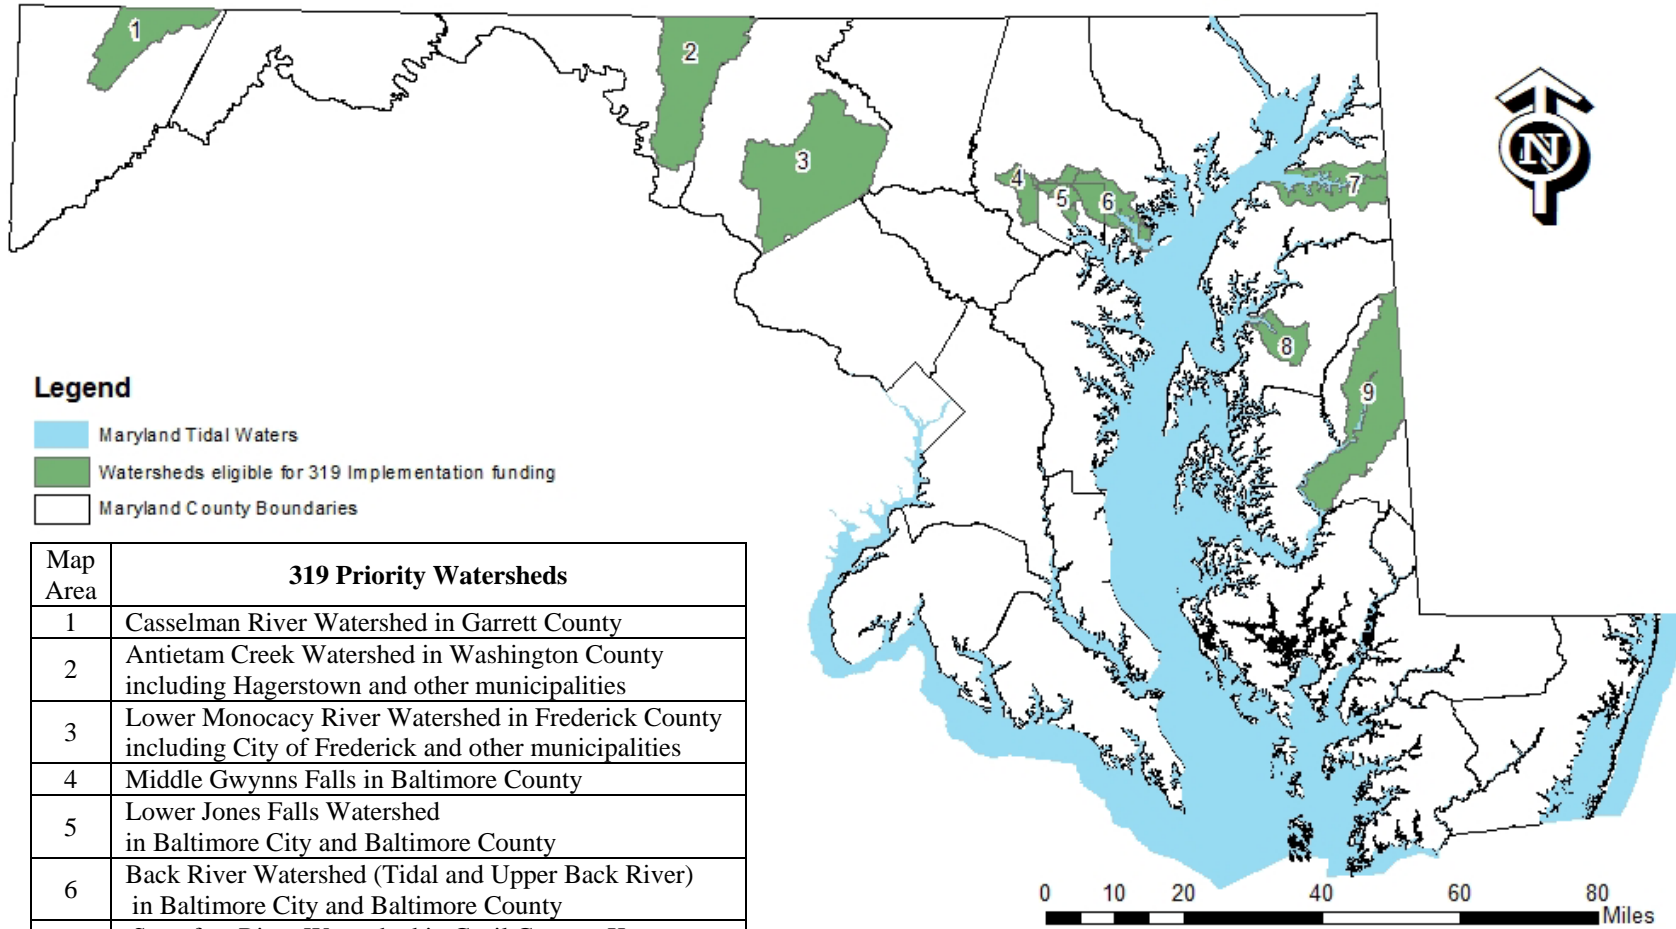 1
2
3
4
5
6
7
8
9
N
Legend
Maryland Tidal Waters
Watersheds eligible for 319 Implementation funding
Maryland County Boundaries
Map Area
319 Priority Watersheds
1
Casselman River Watershed in Garrett County
2
Antietam Creek Watershed in Washington County
including Hagerstown and other municipalities
3
Lower Monocacy River Watershed in Frederick County
including City of Frederick and other municipalities
4
Middle Gwynns Falls in Baltimore County
5
Lower Jones Falls Watershed
in Baltimore City and Baltimore County
6
Back River Watershed (Tidal and Upper Back River)
in Baltimore City and Baltimore County
0 10 20 40 60 80
Miles